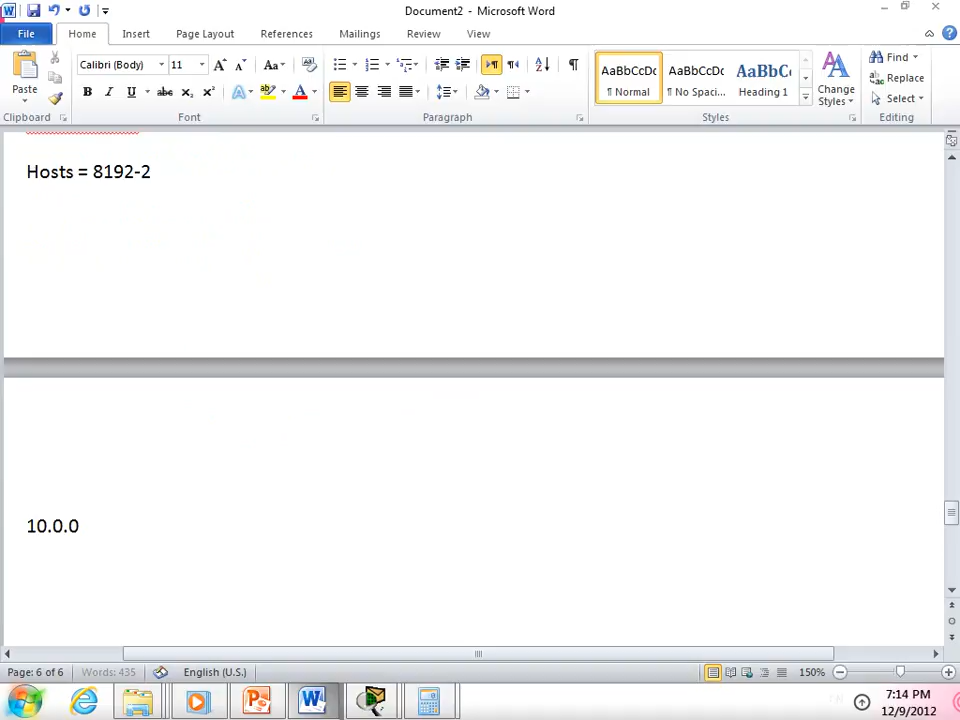 Document2 - Microsoft Word
File Home Insert Page Layout References Mailings Review View
Paste
Clipboard
Calibri (Body) 11
Font
Paragraph
AaBbCcDc AaBbCcDc AaBbC
¶ Normal ¶ No Spaci... Heading 1
Change Styles
Styles
Find
Replace
Select
Editing
Hosts = 8192-2
10.0.0
Page: 6 of 6 Words: 435 English (U.S.) 150%
7:14 PM
12/9/2012